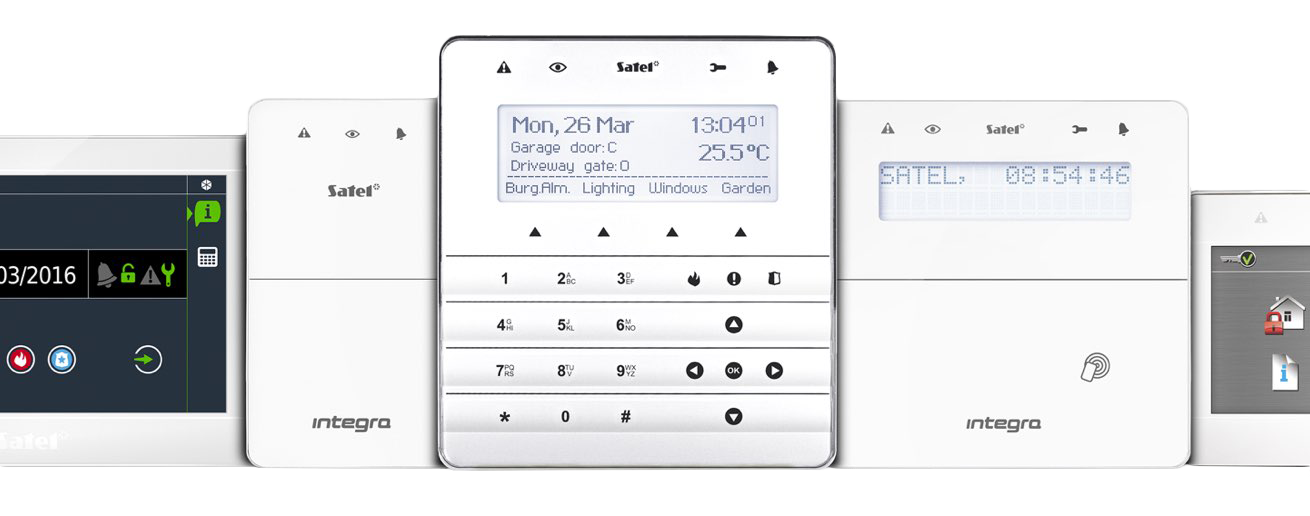 03/2016
i
Satel
Satel
integra
Satel
Mon, 26 Mar 13:04 01
Garage door:C 25.5°C
Driveway gate:O
Burg.Alm. Lighting Windows Garden
1 2ABC 3DEF
4GHI 5JKL 6MNO
7PQRS 8TUV 9WXYZ OK
* 0 #
Satel
SATEL, 08:54:46
integra
i